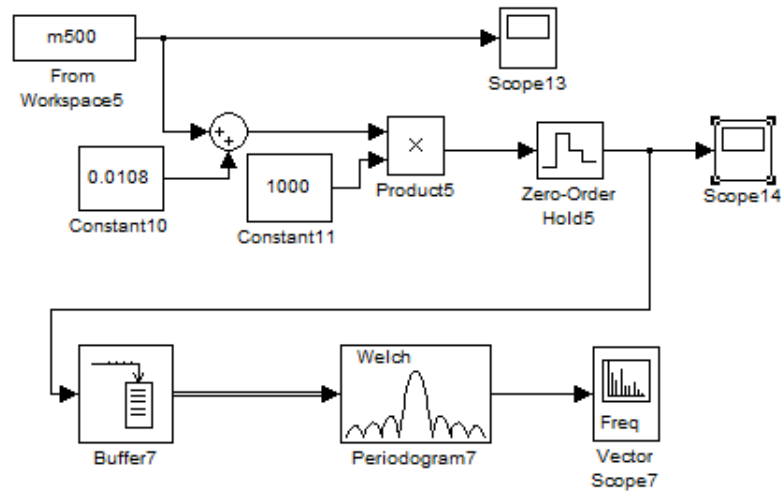 m500
From
Workspace5
Scope13
+
+
0.0108
Constant10
1000
Constant11
×
Product5
Zero-Order
Hold5
Scope14
Buffer7
Welch
Periodogram7
Freq
Vector
Scope7